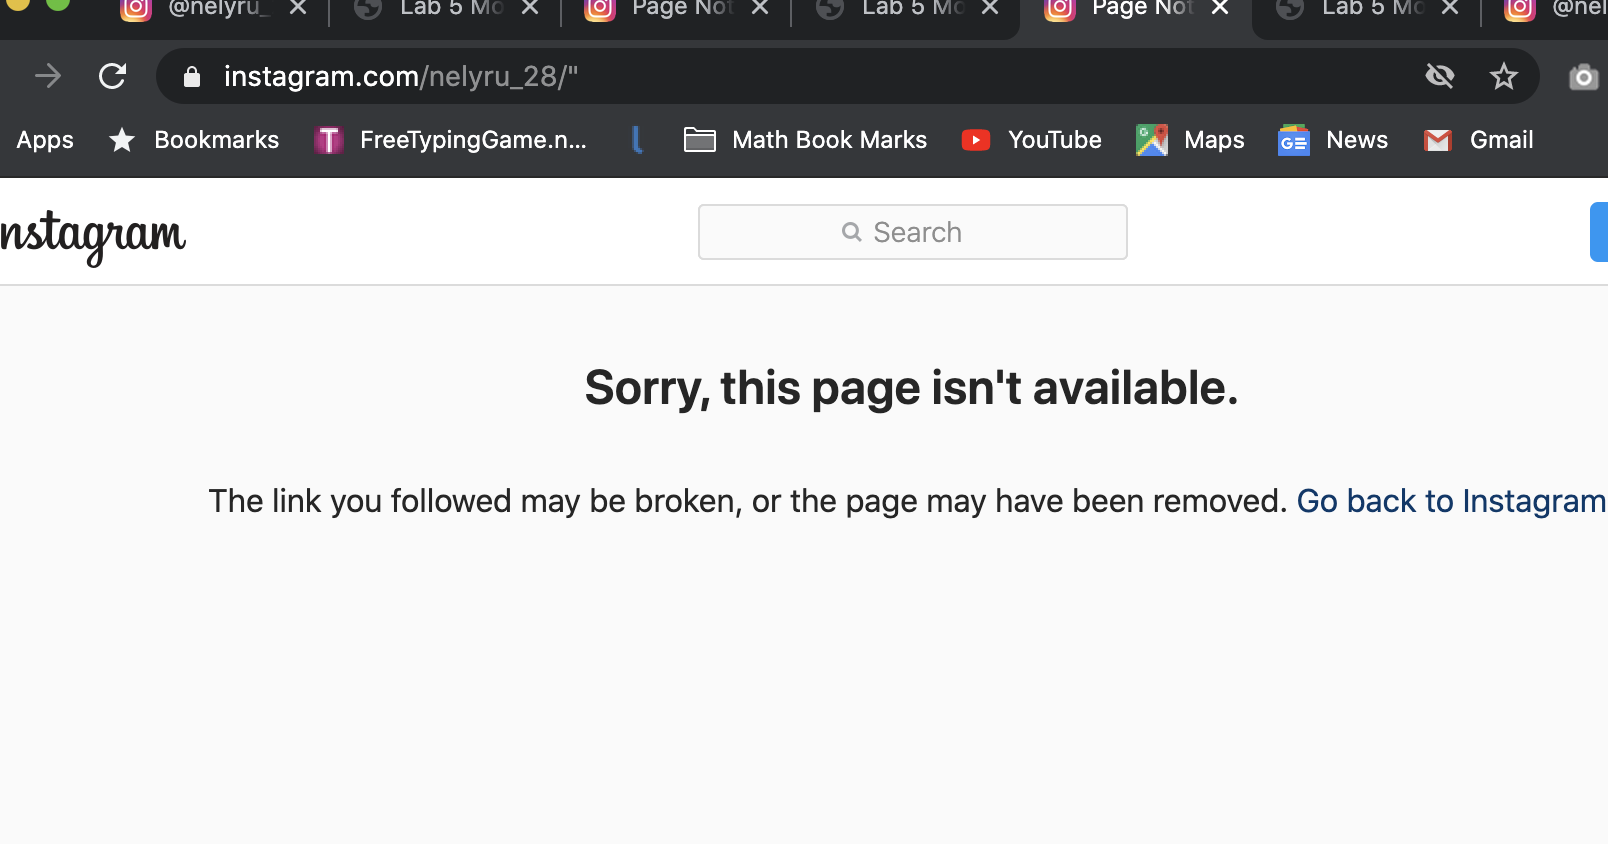 @nelyru_
Lab 5 Mo
Page Not
Lab 5 Mo
Page Not
Lab 5 Mo
@nel
instagram.com/nelyru_28/"
Apps
Bookmarks
FreeTypingGame.n...
Math Book Marks
YouTube
Maps
News
Gmail
nstagram
Search
Sorry, this page isn't available.
The link you followed may be broken, or the page may have been removed. Go back to Instagram